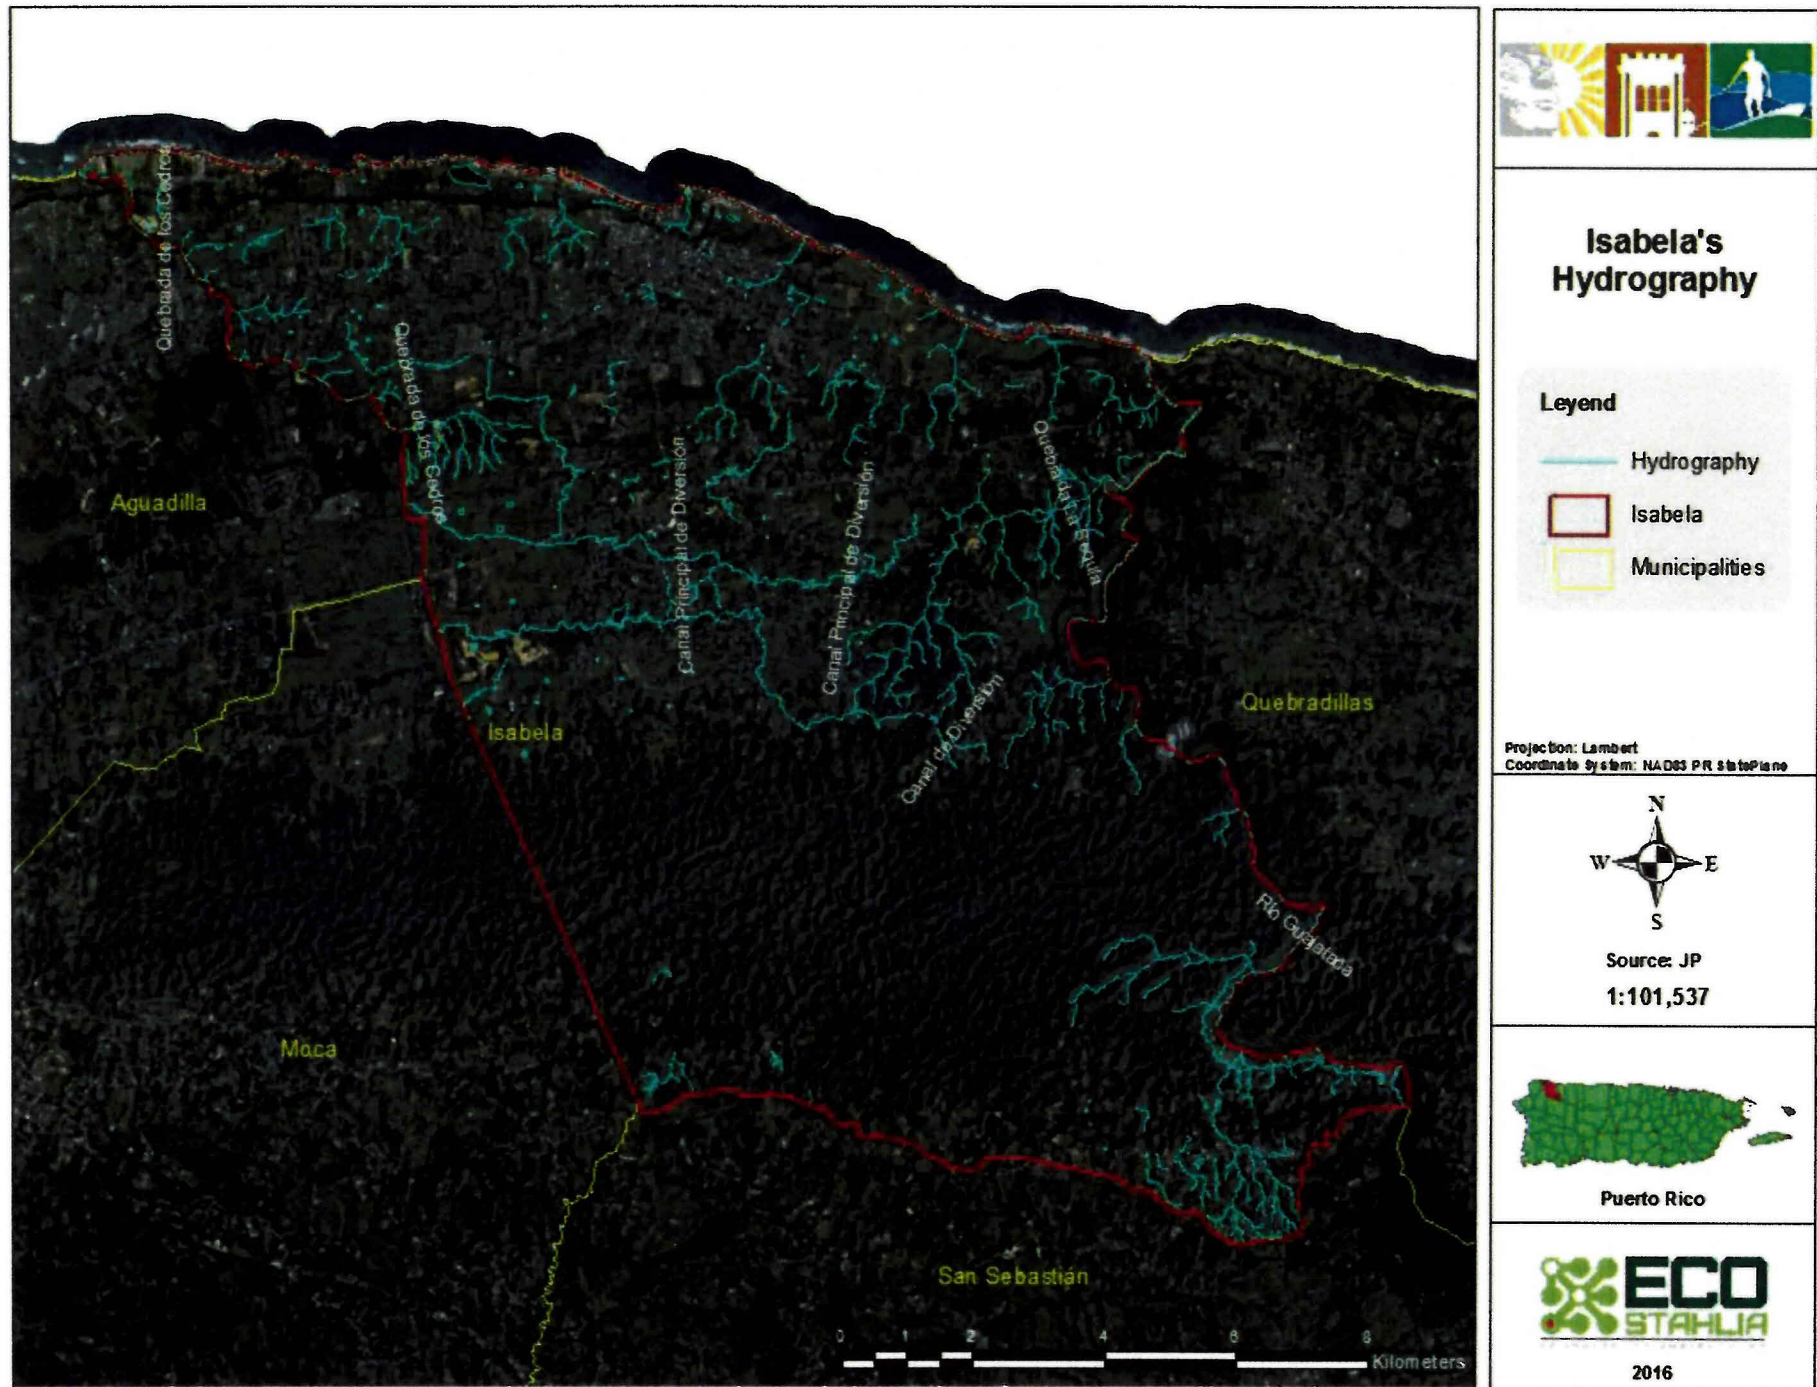 Quebrada de los Cedros
Quebrada de los Cedros
Canal Principal de Diversión
Canal Principal de Diversión
Quebrada La Sequía
Canal de Diversión
Río Guajataca
Aguadilla
Isabela
Quebradillas
Moca
San Sebastián
0 1 2 4 6 8
Kilometers
Isabela's
Hydrography
Leyend
Hydrography
Isabela
Municipalities
Projection: Lambert
Coordinate System: NAD83 PR StatePlane
N
W E
S
Source: JP
1:101,537
Puerto Rico
ECO
STAHLIA
2016